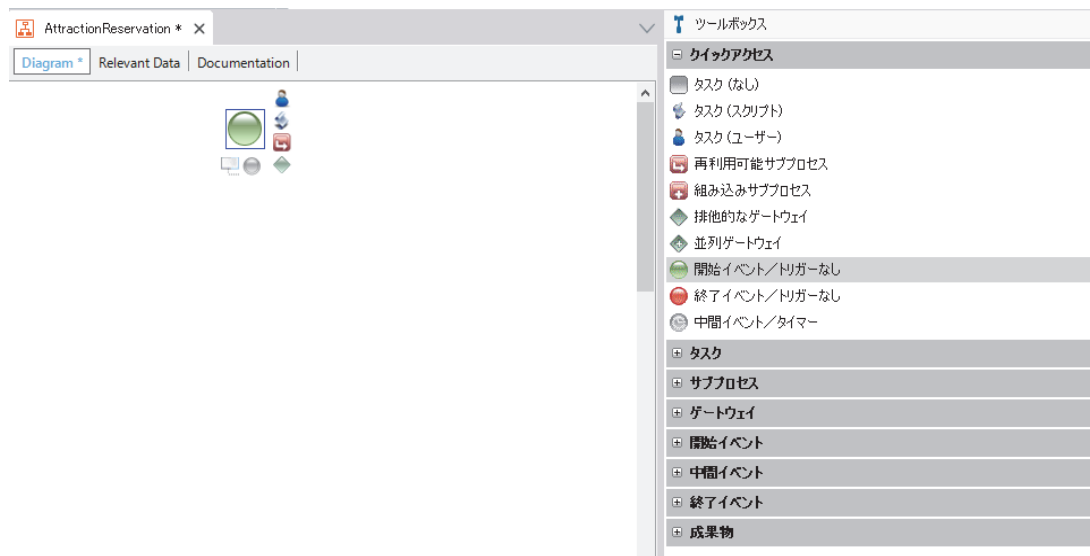 AttractionReservation *
Diagram *
Relevant Data
Documentation
ツールボックス
クイックアクセス
タスク (なし)
タスク (スクリプト)
タスク (ユーザー)
再利用可能サブプロセス
組み込みサブプロセス
排他的なゲートウェイ
並列ゲートウェイ
開始イベント／トリガーなし
終了イベント／トリガーなし
中間イベント／タイマー
タスク
サブプロセス
ゲートウェイ
開始イベント
中間イベント
終了イベント
成果物